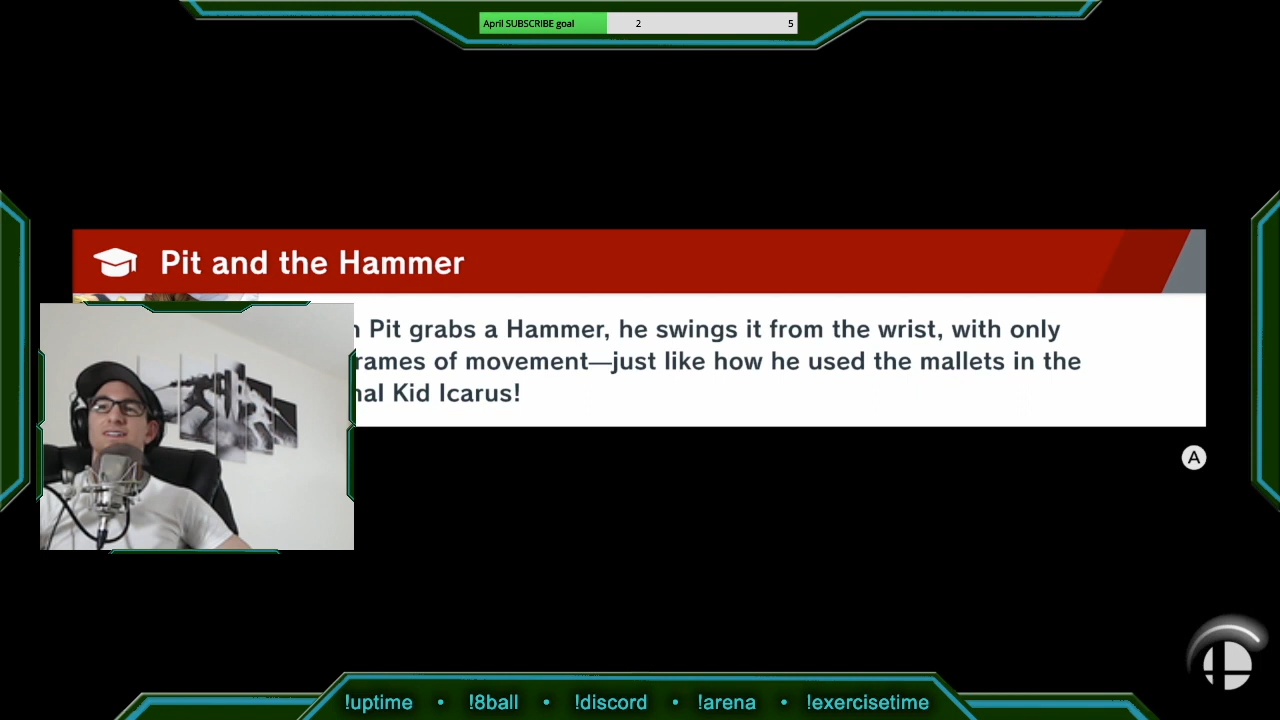 April SUBSCRIBE goal 2 5
Pit and the Hammer
Pit grabs a Hammer, he swings it from the wrist, with only
of movement—just like how he used the mallets in the
Kid Icarus!
A
!uptime • !8ball • !discord • !arena • !exercisetime